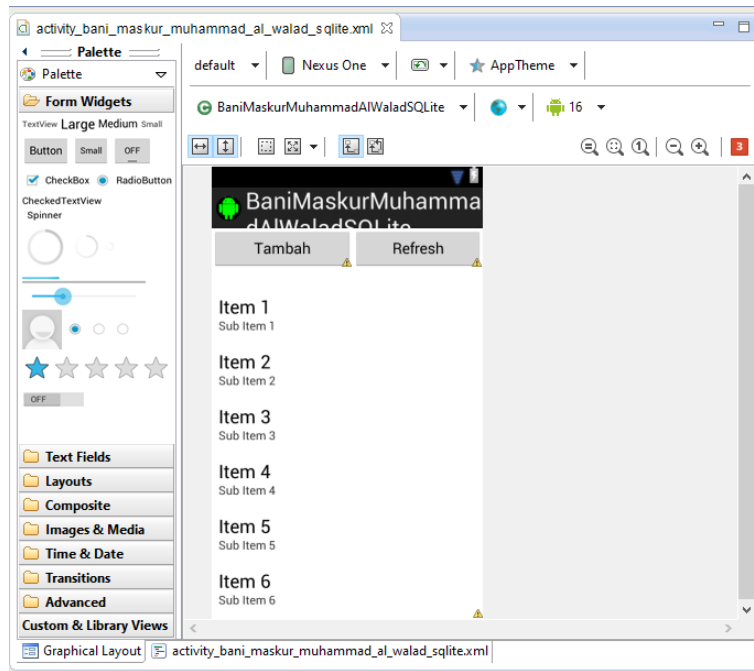 activity_bani_maskur_muhammad_al_walad_sqlite.xml
Palette
Palette
Form Widgets
TextView Large Medium Small
Button Small OFF
CheckBox RadioButton
CheckedTextView
Spinner
OFF
Text Fields
Layouts
Composite
Images & Media
Time & Date
Transitions
Advanced
Custom & Library Views
default Nexus One AppTheme
BaniMaskurMuhammadAlWaladSQLite 16
1
3
BaniMaskurMuhamma
dAlWaladSQLite
Tambah Refresh
Item 1
Sub Item 1
Item 2
Sub Item 2
Item 3
Sub Item 3
Item 4
Sub Item 4
Item 5
Sub Item 5
Item 6
Sub Item 6
Graphical Layout activity_bani_maskur_muhammad_al_walad_sqlite.xml